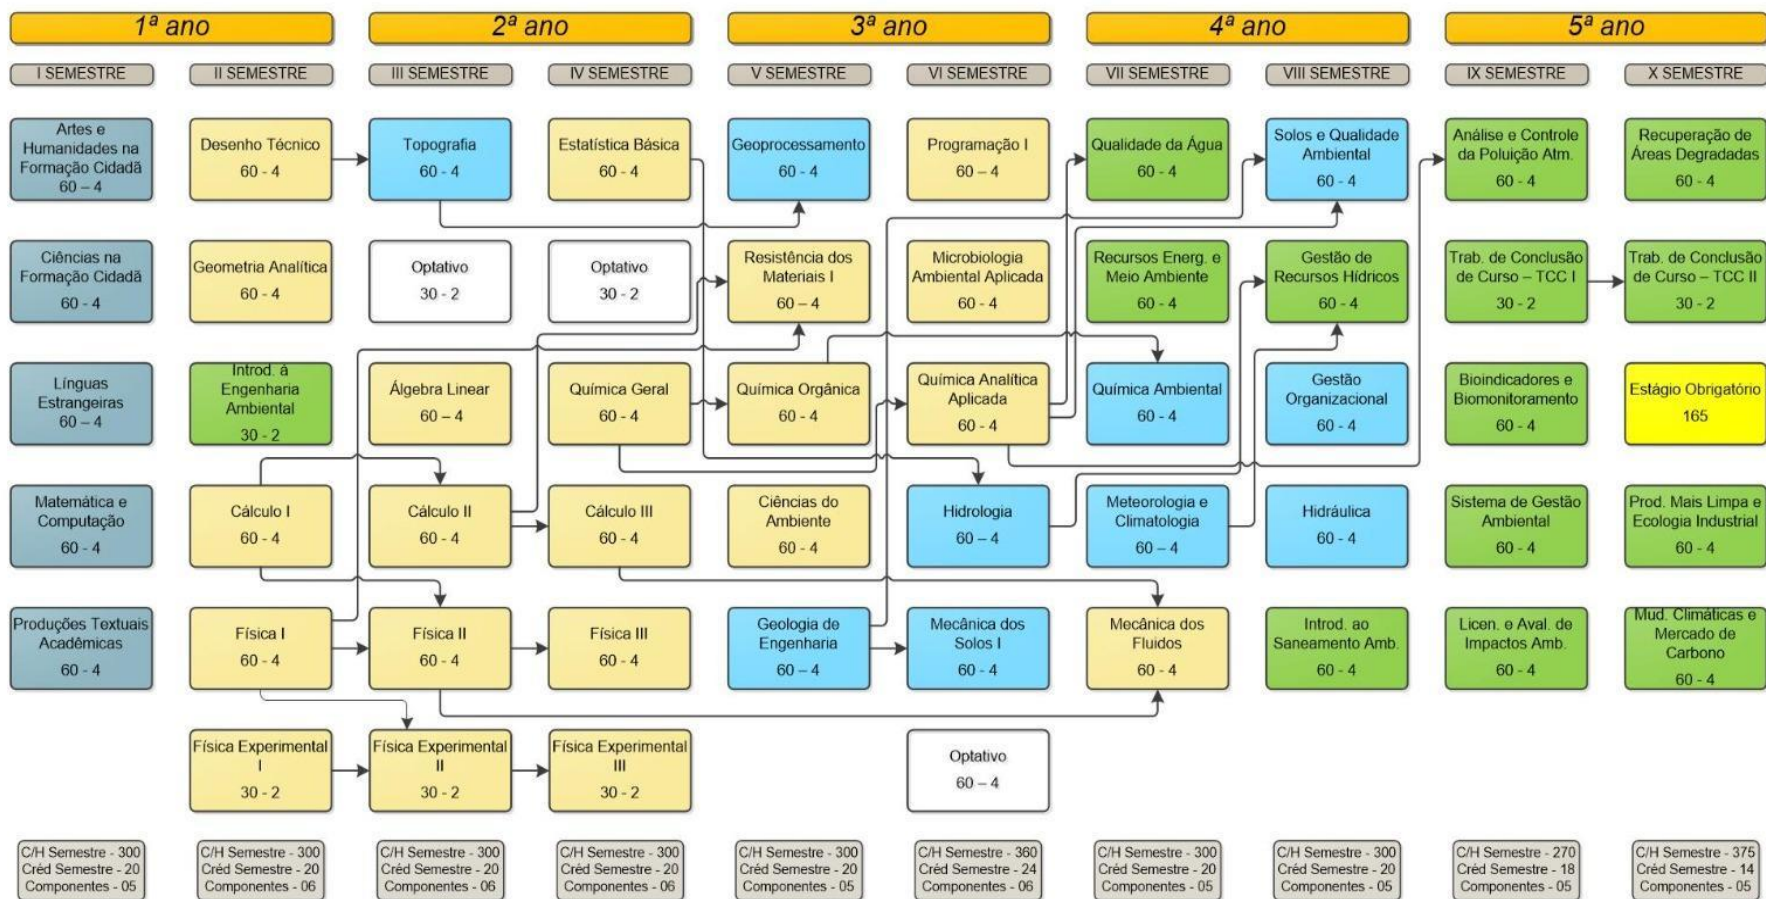 1ª ano
2ª ano
3ª ano
4ª ano
5ª ano
I SEMESTRE
II SEMESTRE
III SEMESTRE
IV SEMESTRE
V SEMESTRE
VI SEMESTRE
VII SEMESTRE
VIII SEMESTRE
IX SEMESTRE
X SEMESTRE
Artes e
Humanidades na
Formação Cidadã
60 – 4
Desenho Técnico
60 - 4
Topografia
60 - 4
Estatística Básica
60 - 4
Geoprocessamento
60 - 4
Programação I
60 – 4
Qualidade da Água
60 - 4
Solos e Qualidade
Ambiental
60 - 4
Análise e Controle
da Poluição Atm.
60 - 4
Recuperação de
Áreas Degradadas
60 - 4
Ciências na
Formação Cidadã
60 - 4
Geometria Analítica
60 - 4
Optativo
30 - 2
Optativo
30 - 2
Resistência dos
Materiais I
60 – 4
Microbiologia
Ambiental Aplicada
60 - 4
Recursos Energ. e
Meio Ambiente
60 - 4
Gestão de
Recursos Hídricos
60 - 4
Trab. de Conclusão
de Curso – TCC I
30 - 2
Trab. de Conclusão
de Curso – TCC II
30 - 2
Línguas
Estrangeiras
60 – 4
Introd. á
Engenharia
Ambiental
30 - 2
Álgebra Linear
60 – 4
Química Geral
60 - 4
Química Orgânica
60 - 4
Química Analítica
Aplicada
60 - 4
Química Ambiental
60 - 4
Gestão
Organizacional
60 - 4
Bioindicadores e
Biomonitoramento
60 - 4
Estágio Obrigatório
165
Matemática e
Computação
60 - 4
Cálculo I
60 - 4
Cálculo II
60 - 4
Cálculo III
60 - 4
Ciências do
Ambiente
60 - 4
Hidrologia
60 – 4
Meteorologia e
Climatologia
60 – 4
Hidráulica
60 - 4
Sistema de Gestão
Ambiental
60 - 4
Prod. Mais Limpa e
Ecologia Industrial
60 - 4
Produções Textuais
Acadêmicas
60 - 4
Física I
60 - 4
Física II
60 - 4
Física III
60 - 4
Geologia de
Engenharia
60 – 4
Mecânica dos
Solos I
60 - 4
Mecânica dos
Fluidos
60 - 4
Introd. ao
Saneamento Amb.
60 - 4
Licen. e Aval. de
Impactos Amb.
60 - 4
Mud. Climáticas e
Mercado de
Carbono
60 - 4
Física Experimental
I
30 - 2
Física Experimental
II
30 - 2
Física Experimental
III
30 - 2
Optativo
60 – 4
C/H Semestre - 300
Créd Semestre - 20
Componentes - 05
C/H Semestre - 300
Créd Semestre - 20
Componentes - 06
C/H Semestre - 300
Créd Semestre - 20
Componentes - 06
C/H Semestre - 300
Créd Semestre - 20
Componentes - 06
C/H Semestre - 300
Créd Semestre - 20
Componentes - 05
C/H Semestre - 360
Créd Semestre - 24
Componentes - 06
C/H Semestre - 300
Créd Semestre - 20
Componentes - 05
C/H Semestre - 300
Créd Semestre - 20
Componentes - 05
C/H Semestre - 270
Créd Semestre - 18
Componentes - 05
C/H Semestre - 375
Créd Semestre - 14
Componentes - 05